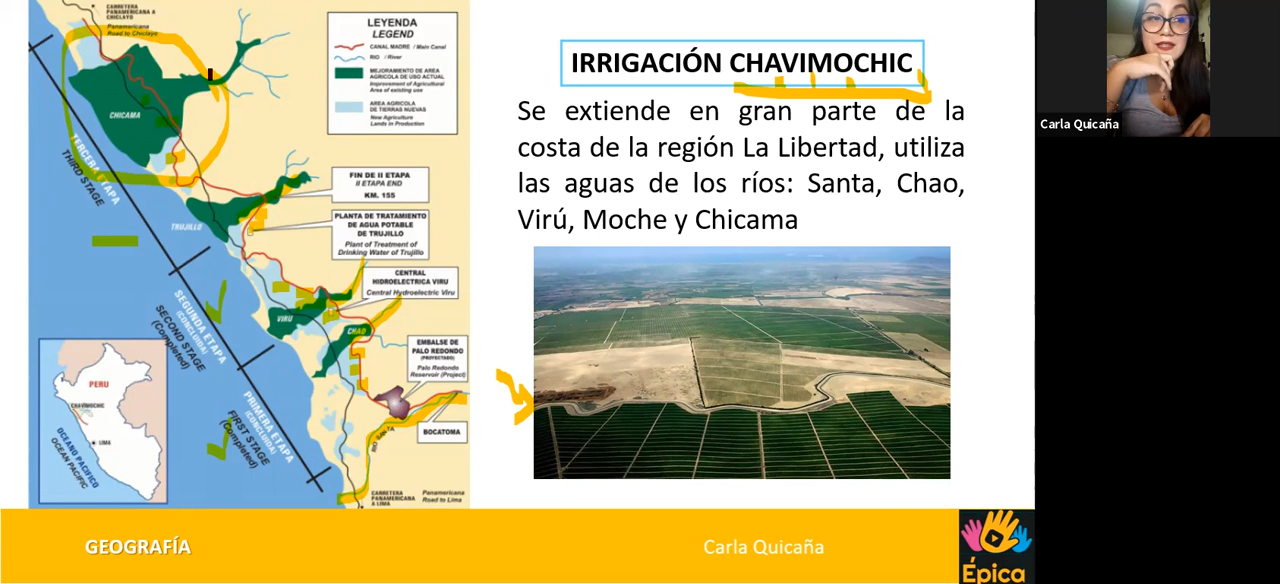 CARRETERA
PANAMERICANA A
CHICLAYO
Panamericana
Road to Chiclayo
LEYENDA
LEGEND
CANAL MADRE / Main Canal
RIO / River
MEJORAMIENTO DE AREA
AGRICOLA DE USO ACTUAL
Improvement of Agricultural
Area of existing use
AREA AGRICOLA
DE TIERRAS NUEVAS
New Agriculture
Lands in Production
CHICAMA
TERCERA ETAPA
THIRD STAGE
FIN DE II ETAPA
II ETAPA END
KM. 155
TRUJILLO
PLANTA DE TRATAMIENTO
DE AGUA POTABLE
DE TRUJILLO
Plant of Treatment of
Drinking Water of Trujillo
CENTRAL
HIDROELECTRICA VIRU
Central Hydroelectric Viru
SEGUNDA ETAPA
(CONCLUIDA)
SECOND STAGE
(Completed)
VIRU
CHAO
EMBALSE DE
PALO REDONDO
(PROYECTADO)
Palo Redondo
Reservoir (Project)
PRIMERA ETAPA
(CONCLUIDA)
FIRST STAGE
(Completed)
BOCATOMA
RIO SANTA
PERU
CHAVIMOCHIC
LIMA
OCEANO PACIFICO
OCEAN PACIFIC
CARRETERA
PANAMERICANA
A LIMA
Panamericana
Road to Lima
IRRIGACIÓN CHAVIMOCHIC
Se extiende en gran parte de la
costa de la región La Libertad, utiliza
las aguas de los ríos: Santa, Chao,
Virú, Moche y Chicama
Carla Quicaña
GEOGRAFÍA
Carla Quicaña
Épica